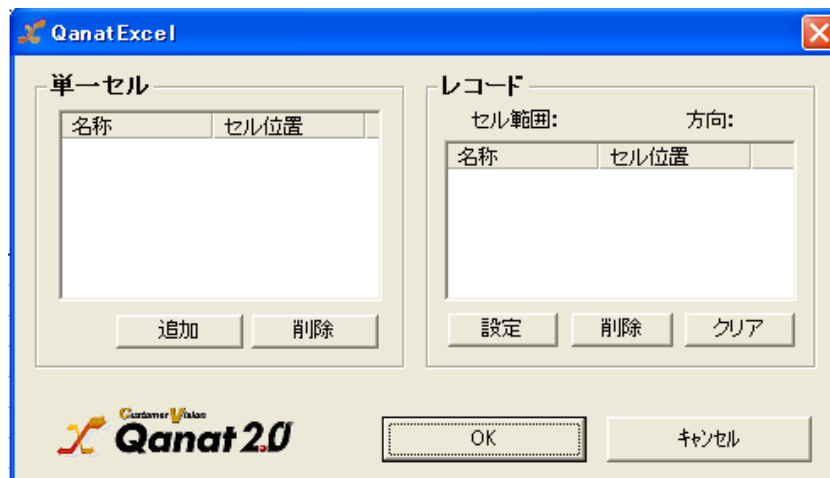 QanatExcel
単一セル
名称 セル位置
追加 削除
レコード
セル範囲: 方向:
名称 セル位置
設定 削除 クリア
Customer Vision
Qanat 2.0
OK キャンセル